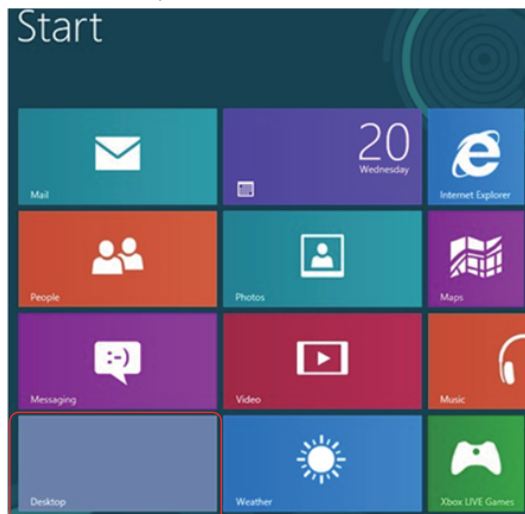 Start
Mail
20
Wednesday
Internet Explorer
People
Photos
Maps
:-)
Messaging
Video
Music
Desktop
Weather
Xbox LIVE Games